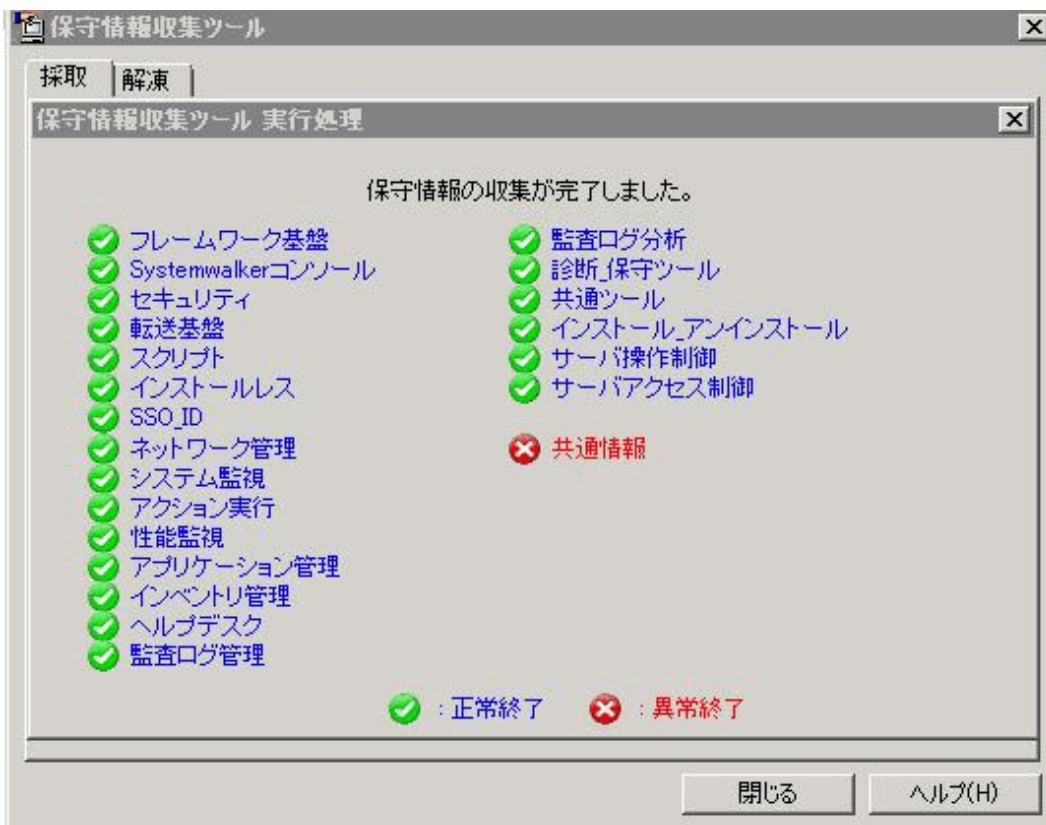 保守情報収集ツール
採取
解凍
保守情報収集ツール 実行処理
保守情報の収集が完了しました。
フレームワーク基盤
Systemwalkerコンソール
セキュリティ
転送基盤
スクリプト
インストールレス
SSO_ID
ネットワーク管理
システム監視
アクション実行
性能監視
アプリケーション管理
インベントリ管理
ヘルプデスク
監査ログ管理
監査ログ分析
診断_保守ツール
共通ツール
インストール_アンインストール
サーバ操作制御
サーバアクセス制御
共通情報
:正常終了 :異常終了
閉じる ヘルプ(H)